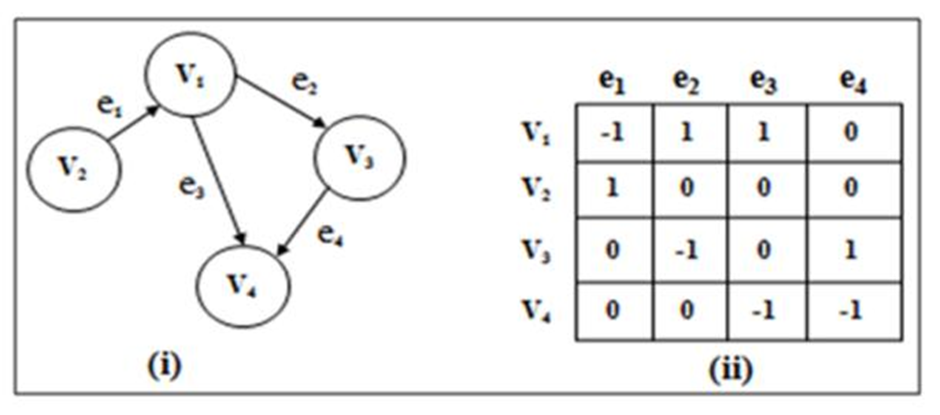 V₁
e₂
e₁
V₂
V₃
e₃
e₄
V₄
(i)
e₁ e₂ e₃ e₄
V₁ -1 1 1 0
V₂ 1 0 0 0
V₃ 0 -1 0 1
V₄ 0 0 -1 -1
(ii)